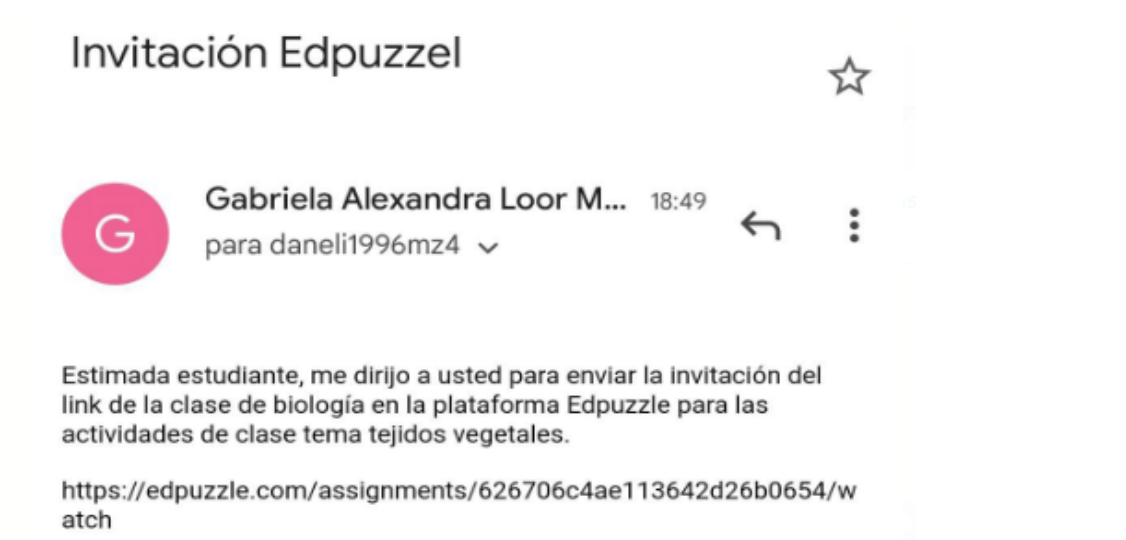 Invitación Edpuzzel
G
Gabriela Alexandra Loor M... 18:49
para daneli1996mz4
Estimada estudiante, me dirijo a usted para enviar la invitación del
link de la clase de biología en la plataforma Edpuzzle para las
actividades de clase tema tejidos vegetales.
https://edpuzzle.com/assignments/626706c4ae113642d26b0654/w
atch